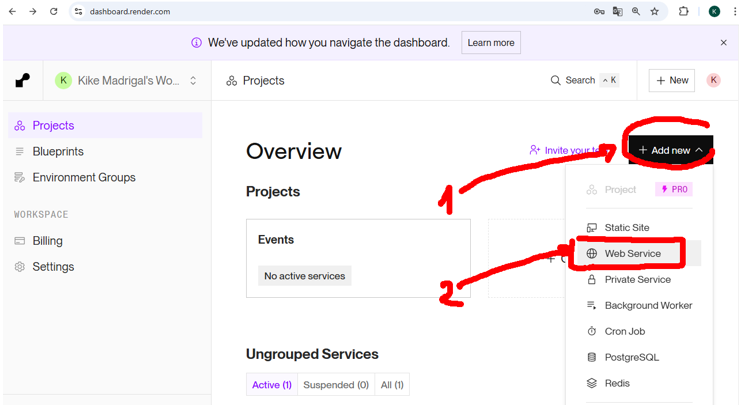 dashboard.render.com
K
We've updated how you navigate the dashboard.
Learn more
K
Kike Madrigal's Wo...
Projects
Search
^ K
+ New
K
Projects
Blueprints
Environment Groups
WORKSPACE
Billing
Settings
Overview
Invite your te
+ Add new
1
Projects
Project
PRO
Events
No active services
2
+
Static Site
Web Service
Private Service
Background Worker
Cron Job
PostgreSQL
Redis
Ungrouped Services
Active (1)
Suspended (0)
All (1)